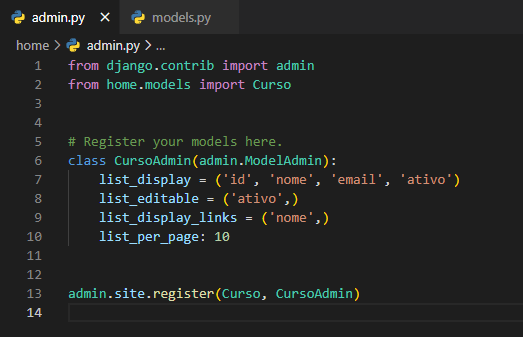 admin.py X models.py
home > admin.py > ...
1 from django.contrib import admin
2 from home.models import Curso
3
4
5 # Register your models here.
6 class CursoAdmin(admin.ModelAdmin):
7     list_display = ('id', 'nome', 'email', 'ativo')
8     list_editable = ('ativo',)
9     list_display_links = ('nome',)
10     list_per_page: 10
11
12
13 admin.site.register(Curso, CursoAdmin)
14